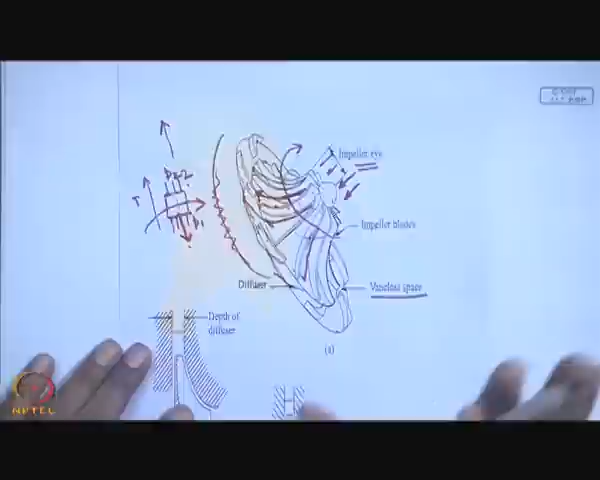 Impeller eye
Impeller blades
Diffuser
Vaneless space
(a)
Depth of
diffuser
NPTEL